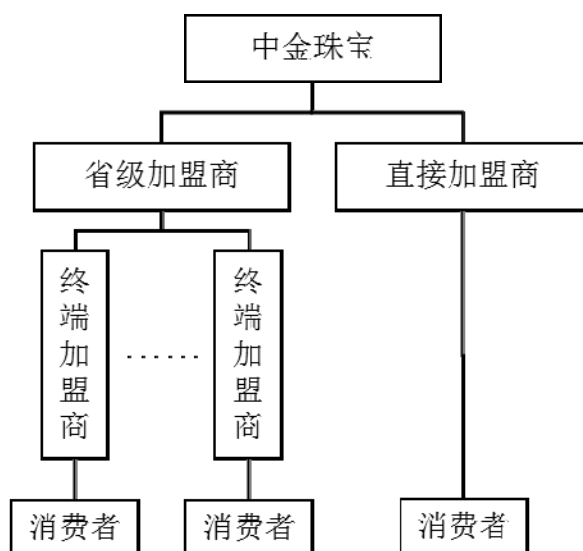 中金珠宝
省级加盟商
直接加盟商
终端加盟商
......
终端加盟商
消费者
消费者
消费者